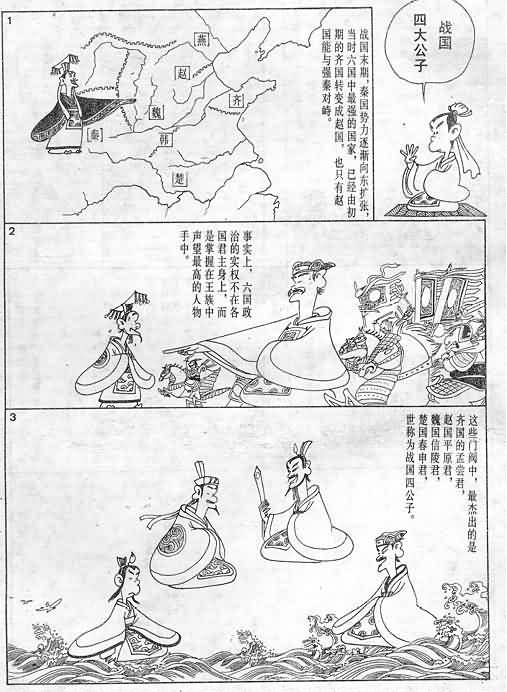 1
战国
四大公子
战国末期，秦国势力逐渐向东扩张，
当时六国中最强的国家，已经由初
期的齐国转变成赵国，也只有赵
国能与强秦对峙。
燕
赵
齐
魏
秦
韩
楚
2
事实上，六国政
治的实权不在各
国君主身上，而
是掌握在王族中
声望最高的人物
手中。
3
这些门阀中，最杰出的是
齐国的孟尝君，
赵国平原君，
魏国信陵君，
楚国春申君，
世称为战国四公子。